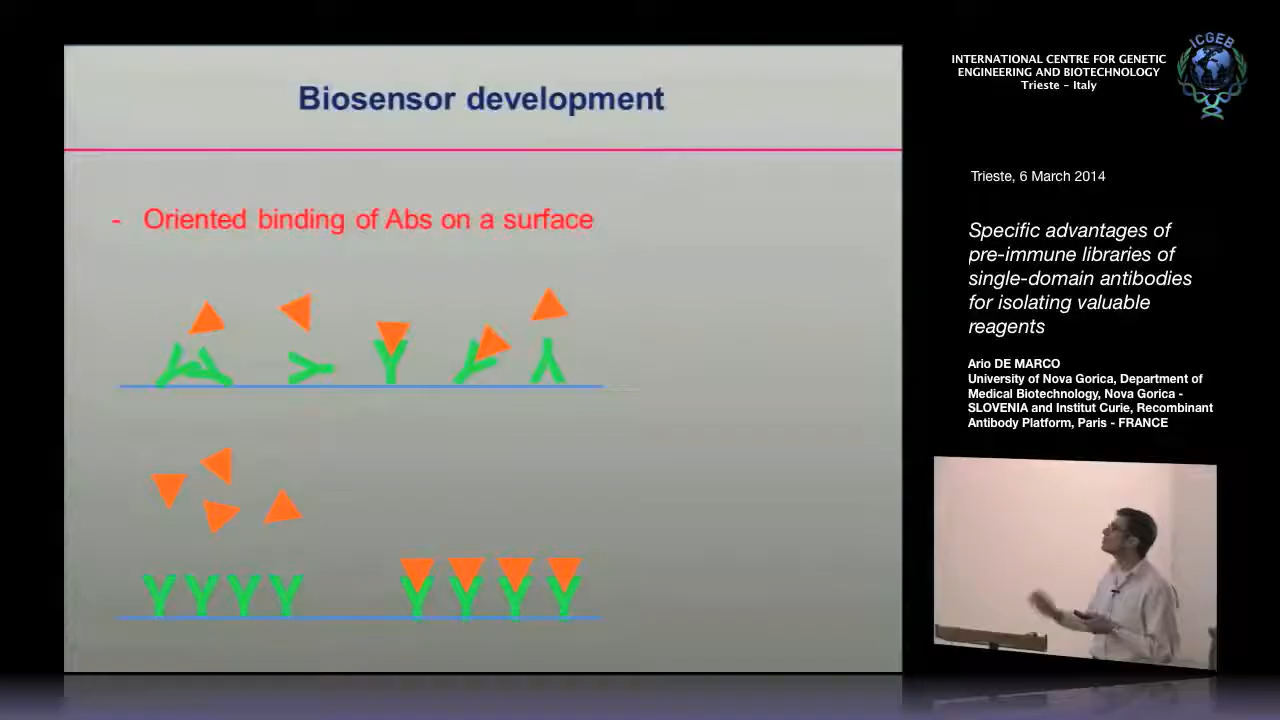 Biosensor development
- Oriented binding of Abs on a surface
ICGEB
INTERNATIONAL CENTRE FOR GENETIC
ENGINEERING AND BIOTECHNOLOGY
Trieste - Italy
Trieste, 6 March 2014
Specific advantages of
pre-immune libraries of
single-domain antibodies
for isolating valuable
reagents
Ario DE MARCO
University of Nova Gorica, Department of
Medical Biotechnology, Nova Gorica -
SLOVENIA and Institut Curie, Recombinant
Antibody Platform, Paris - FRANCE